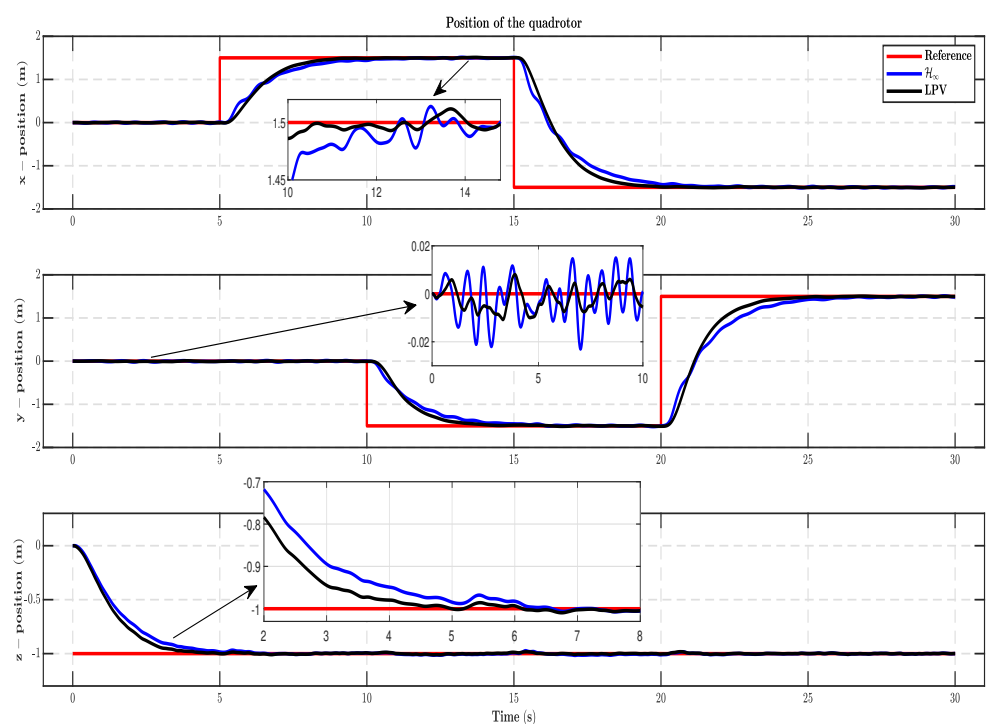 Position of the quadrotor
2
1
0
-1
-2
x − position (m)
Reference
ℋ∞
LPV
1.5
1.45
10 12 14
0 5 10 15 20 25 30
2
1
0
-1
-2
y − position (m)
0.02
0
-0.02
0 5 10
0 5 10 15 20 25 30
0
-0.5
-1
z − position (m)
-0.7
-0.8
-0.9
-1
2 3 4 5 6 7 8
0 5 10 15 20 25 30
Time (s)